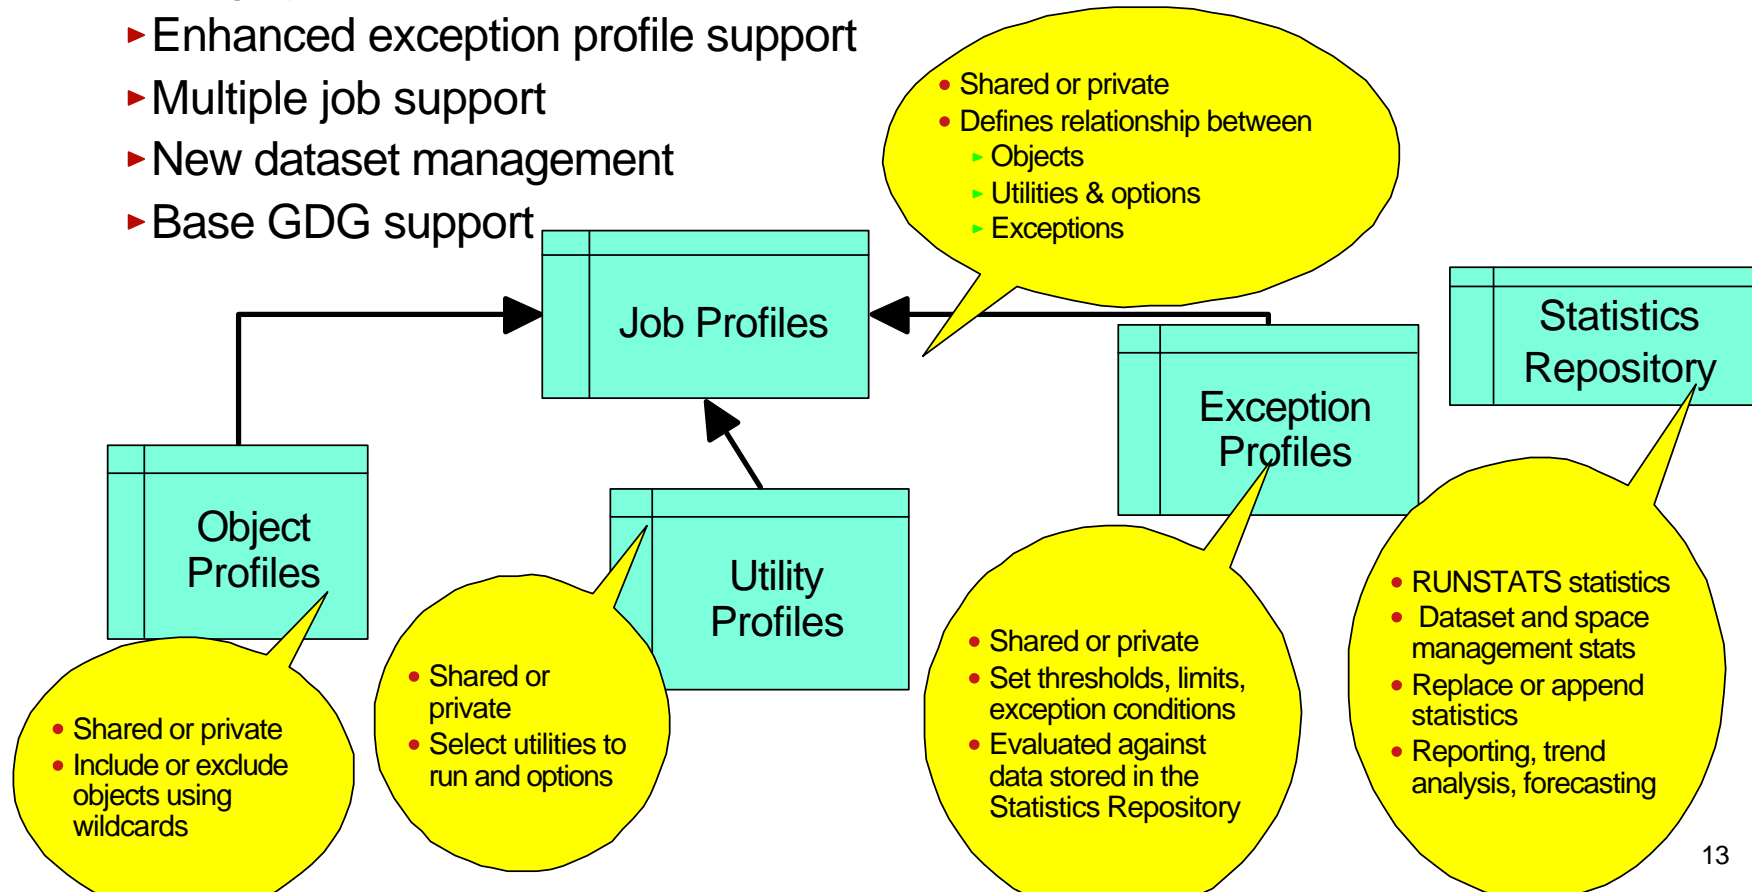 Enhanced exception profile support
Multiple job support
New dataset management
Base GDG support
Shared or private
Defines relationship between
Objects
Utilities & options
Exceptions
Job Profiles
Statistics
Repository
Exception
Profiles
Object
Profiles
Utility
Profiles
Shared or private
Include or exclude
objects using
wildcards
Shared or
private
Select utilities to
run and options
Shared or private
Set thresholds, limits,
exception conditions
Evaluated against
data stored in the
Statistics Repository
RUNSTATS statistics
Dataset and space
management stats
Replace or append
statistics
Reporting, trend
analysis, forecasting
13